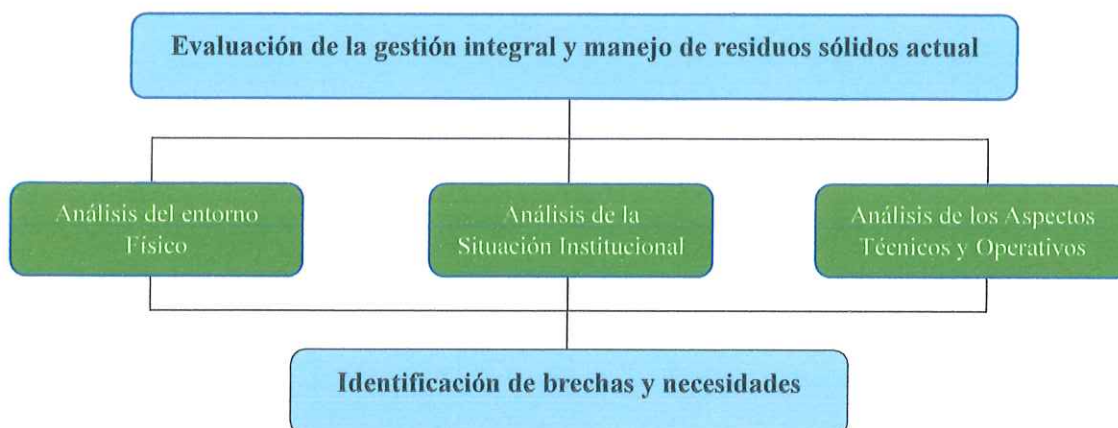 Evaluación de la gestión integral y manejo de residuos sólidos actual
Análisis del entorno
Físico
Análisis de la
Situación Institucional
Análisis de los Aspectos
Técnicos y Operativos
Identificación de brechas y necesidades